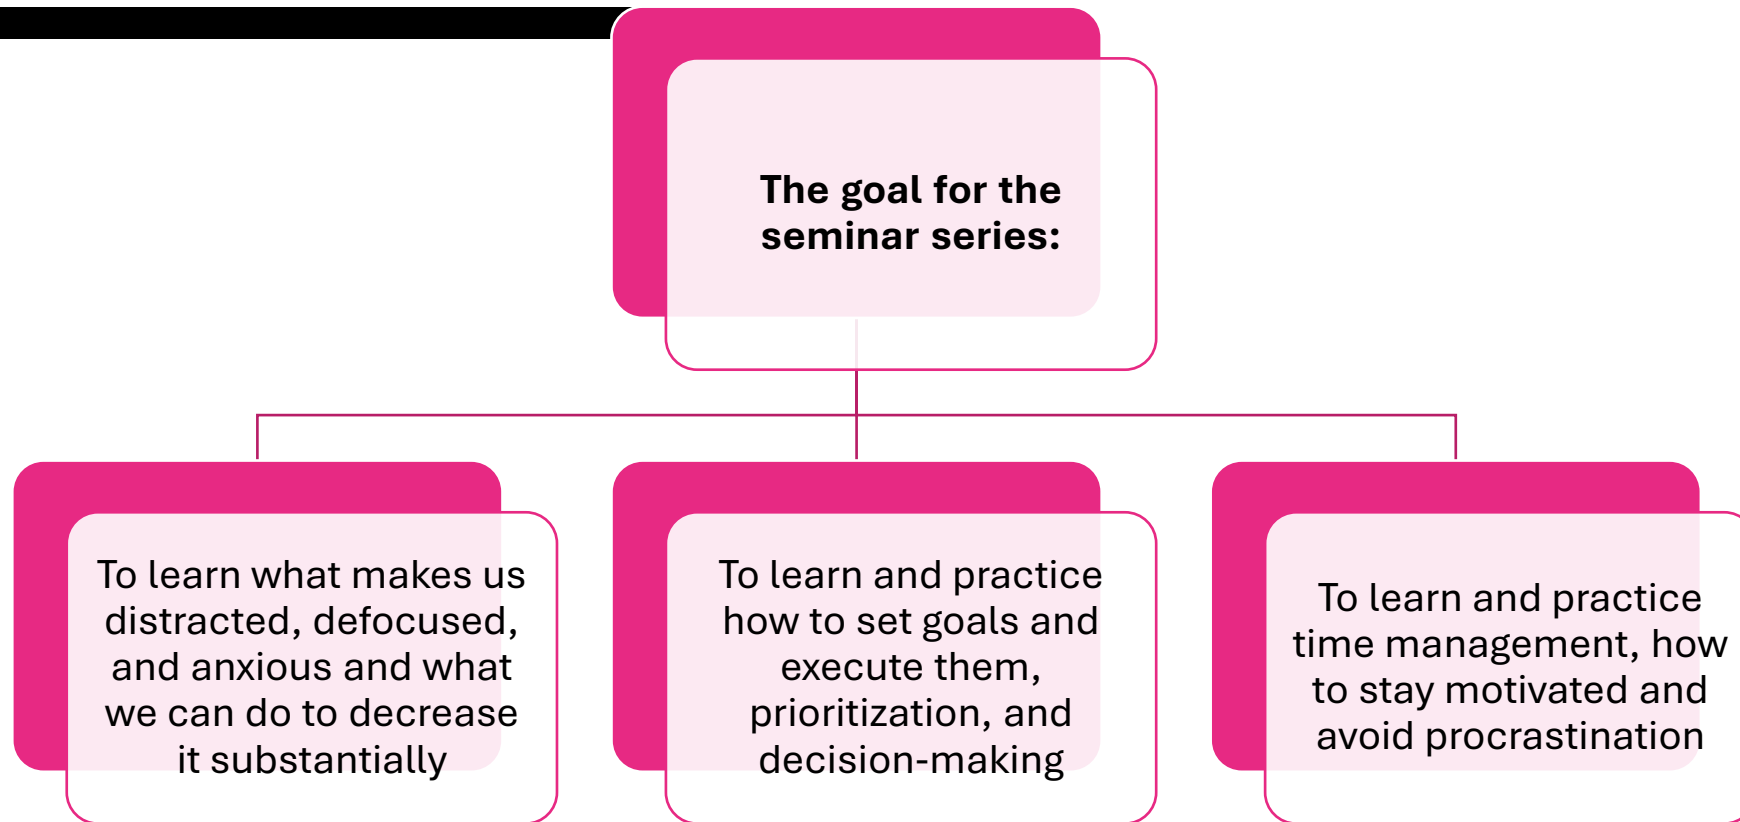 The goal for the
seminar series:
To learn what makes us
distracted, defocused,
and anxious and what
we can do to decrease
it substantially
To learn and practice
how to set goals and
execute them,
prioritization, and
decision-making
To learn and practice
time management, how
to stay motivated and
avoid procrastination